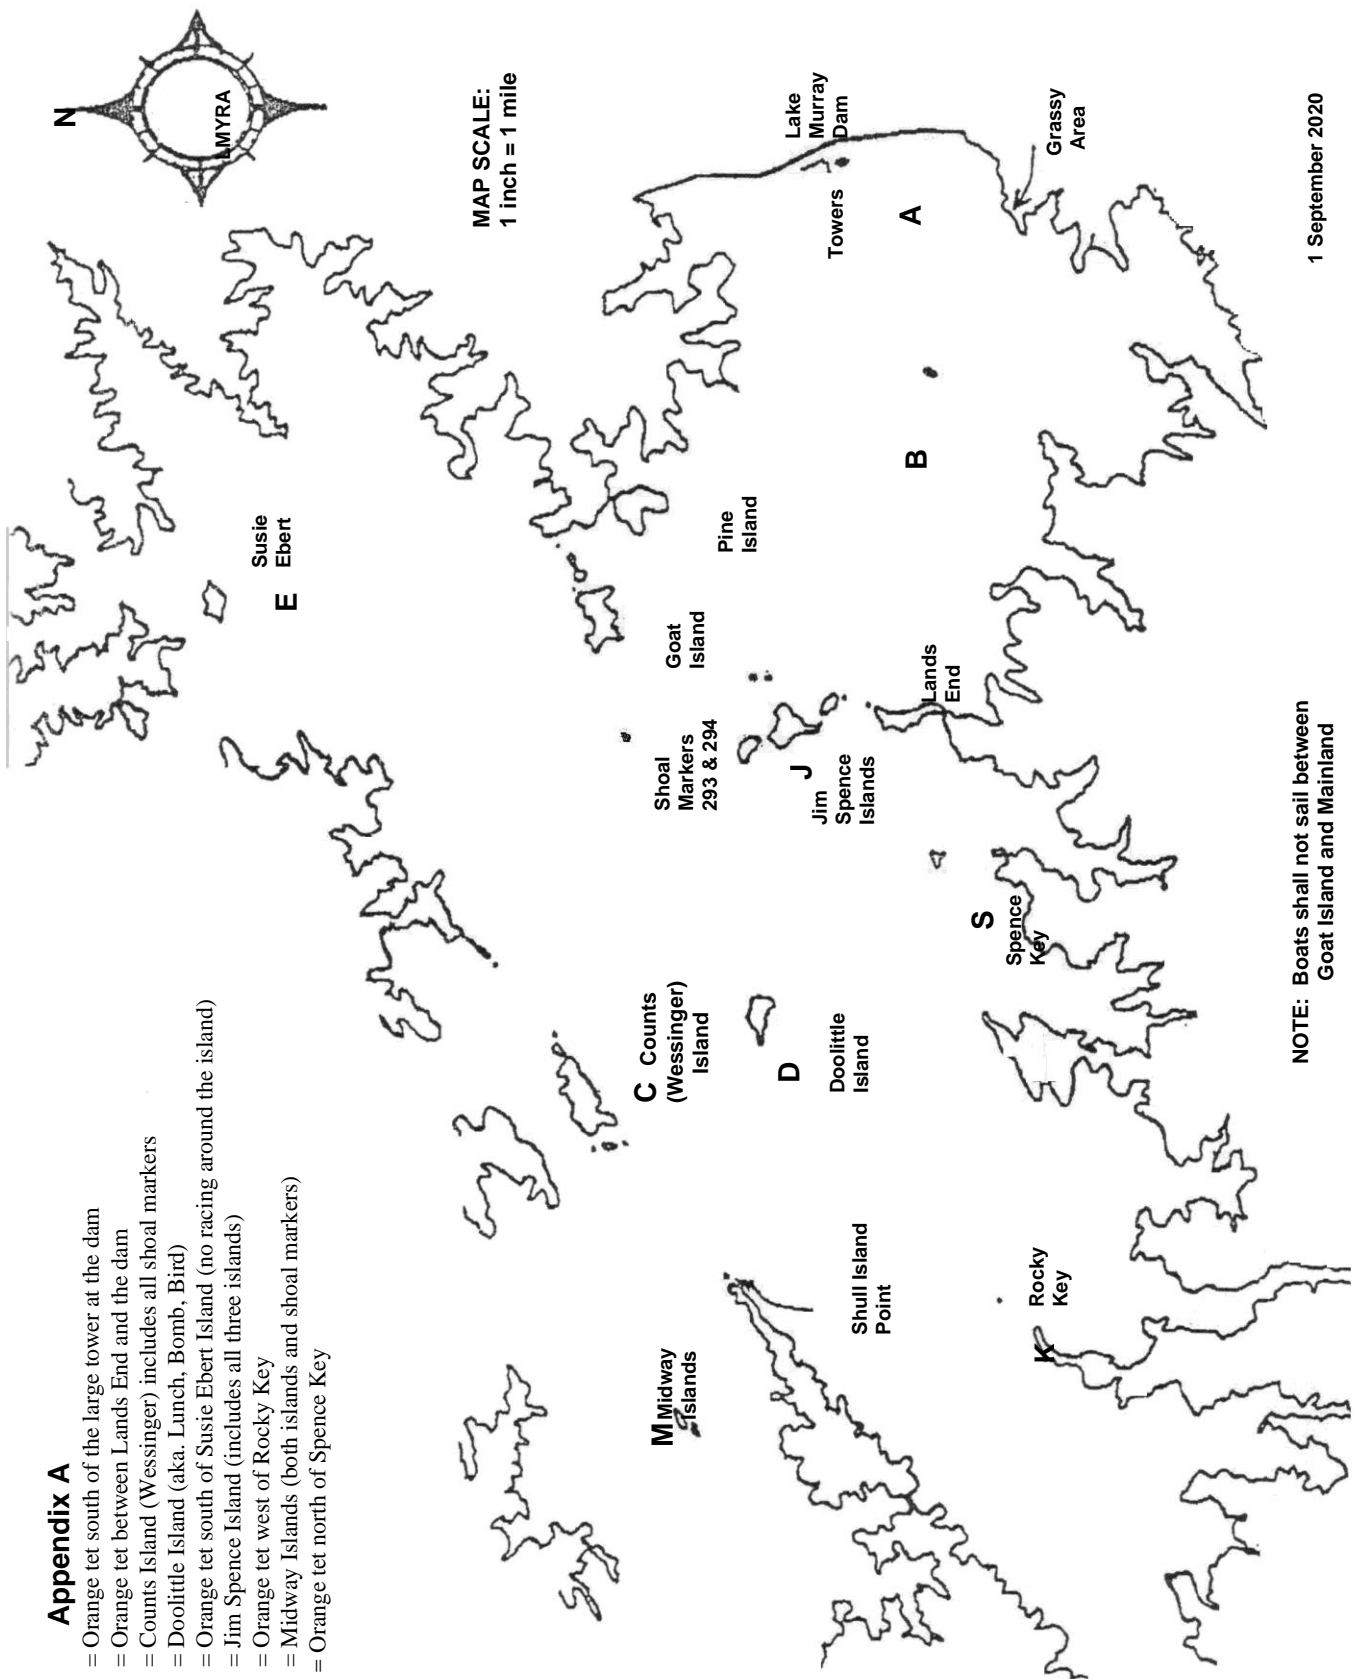 Appendix A
= Orange tet south of the large tower at the dam
= Orange tet between Lands End and the dam
= Counts Island (Wessinger) includes all shoal markers
= Doolittle Island (aka. Lunch, Bomb, Bird)
= Orange tet south of Susie Ebert Island (no racing around the island)
= Jim Spence Island (includes all three islands)
= Orange tet west of Rocky Key
= Midway Islands (both islands and shoal markers)
= Orange tet north of Spence Key
N
LMYRA
MAP SCALE:
1 inch = 1 mile
Susie
Ebert
E
Lake
Murray
Dam
Towers
A
Grassy
Area
B
Pine
Island
Goat
Island
Shoal
Markers
293 & 294
J
Jim
Spence
Islands
Lands
End
S
Spence
Key
C Counts
(Wessinger)
Island
D
Doolittle
Island
M Midway
Islands
Shull Island
Point
Rocky
Key
K
NOTE: Boats shall not sail between
Goat Island and Mainland
1 September 2020